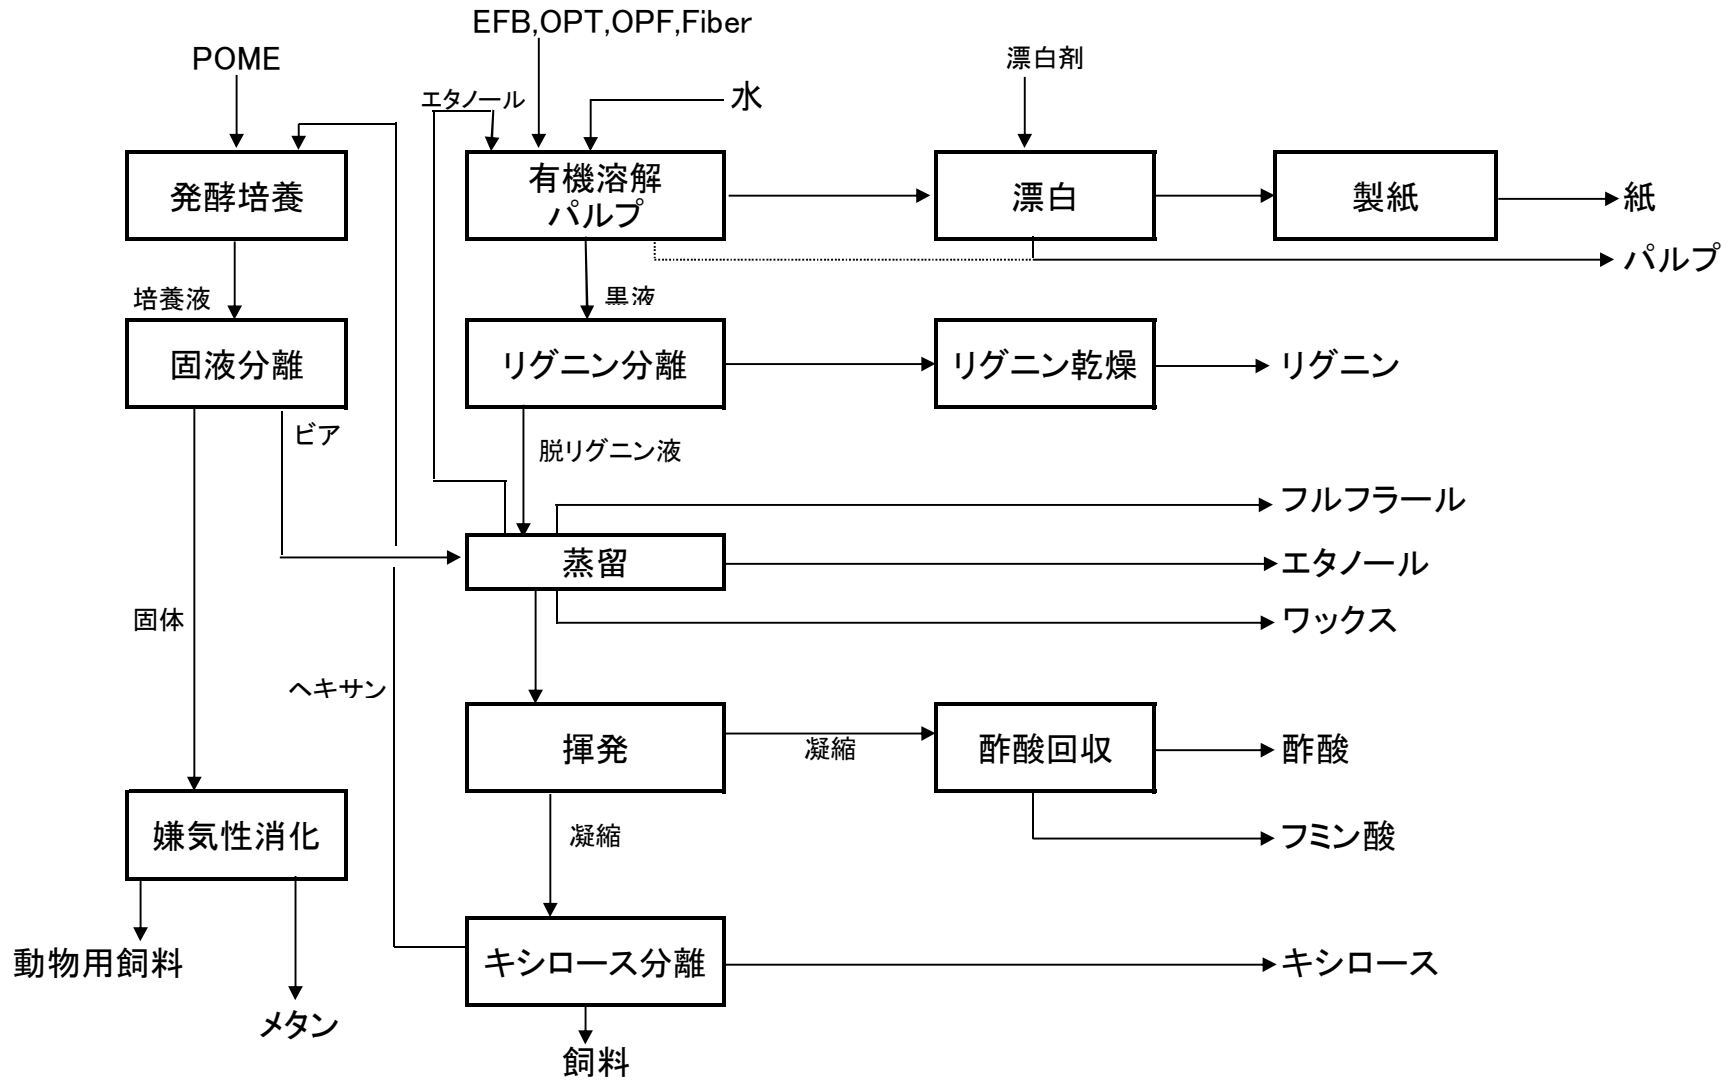 EFB,OPT,OPF,Fiber
POME
漂白剤
エタノール
水
発酵培養
有機溶解
パルプ
漂白
製紙
紙
パルプ
培養液
黒液
固液分離
リグニン分離
リグニン乾燥
リグニン
ビア
脱リグニン液
フルフラール
蒸留
エタノール
ワックス
固体
ヘキサン
揮発
凝縮
酢酸回収
酢酸
嫌気性消化
凝縮
フミン酸
動物用飼料
キシロース分離
キシロース
メタン
飼料